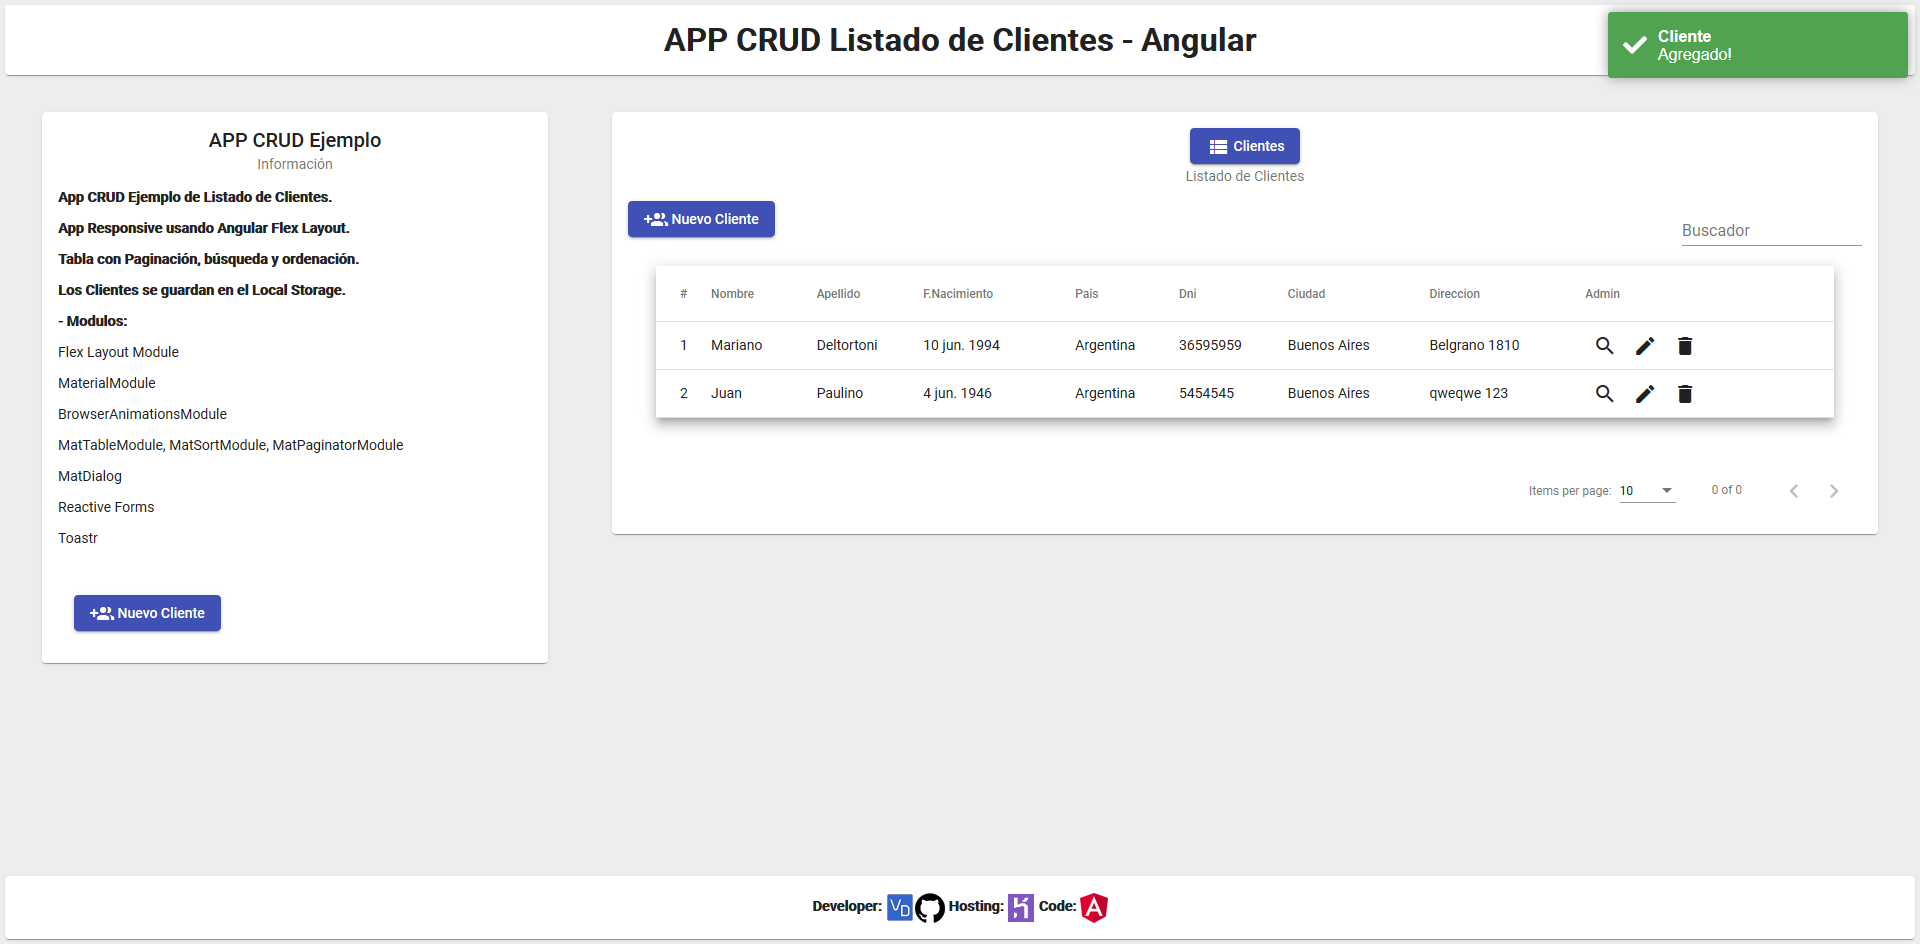 APP CRUD Listado de Clientes - Angular
Cliente
Agregado!
APP CRUD Ejemplo
Información
App CRUD Ejemplo de Listado de Clientes.
App Responsive usando Angular Flex Layout.
Tabla con Paginación, búsqueda y ordenación.
Los Clientes se guardan en el Local Storage.
- Modulos:
Flex Layout Module
MaterialModule
BrowserAnimationsModule
MatTableModule, MatSortModule, MatPaginatorModule
MatDialog
Reactive Forms
Toastr
Nuevo Cliente
Clientes
Listado de Clientes
Nuevo Cliente
Buscador
# Nombre Apellido F.Nacimiento Pais Dni Ciudad Direccion Admin
1 Mariano Deltortoni 10 jun. 1994 Argentina 36595959 Buenos Aires Belgrano 1810
2 Juan Paulino 4 jun. 1946 Argentina 5454545 Buenos Aires qweqwe 123
Items per page: 10 0 of 0
Developer: VD Hosting: Code: A